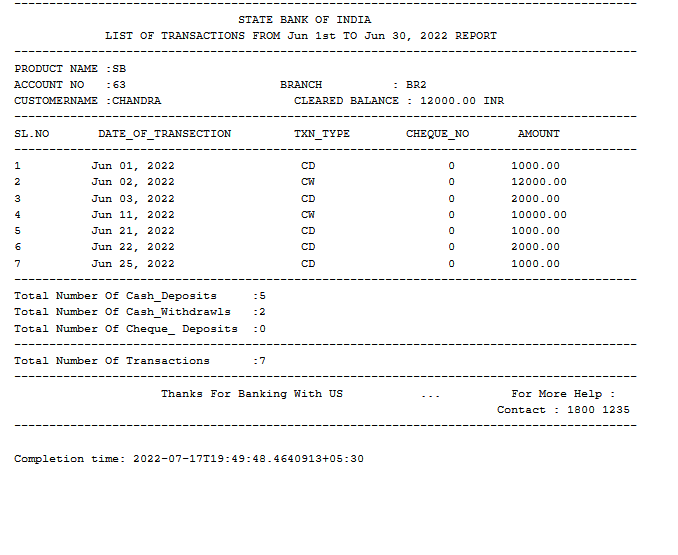 -----------------------------------------------------------------------------------------
STATE BANK OF INDIA
LIST OF TRANSACTIONS FROM Jun 1st TO Jun 30, 2022 REPORT
-----------------------------------------------------------------------------------------
PRODUCT NAME :SB
ACCOUNT NO   :63                      BRANCH          : BR2
CUSTOMERNAME :CHANDRA                   CLEARED BALANCE : 12000.00 INR
-----------------------------------------------------------------------------------------
SL.NO       DATE_OF_TRANSECTION         TXN_TYPE        CHEQUE_NO       AMOUNT
-----------------------------------------------------------------------------------------
1          Jun 01, 2022                  CD                   0        1000.00
2          Jun 02, 2022                  CW                   0        12000.00
3          Jun 03, 2022                  CD                   0        2000.00
4          Jun 11, 2022                  CW                   0        10000.00
5          Jun 21, 2022                  CD                   0        1000.00
6          Jun 22, 2022                  CD                   0        2000.00
7          Jun 25, 2022                  CD                   0        1000.00
-----------------------------------------------------------------------------------------
Total Number Of Cash_Deposits     :5
Total Number Of Cash_Withdrawls   :2
Total Number Of Cheque_ Deposits  :0
-----------------------------------------------------------------------------------------
Total Number Of Transactions      :7
-----------------------------------------------------------------------------------------
Thanks For Banking With US           ...          For More Help :
Contact : 1800 1235
-----------------------------------------------------------------------------------------
Completion time: 2022-07-17T19:49:48.4640913+05:30